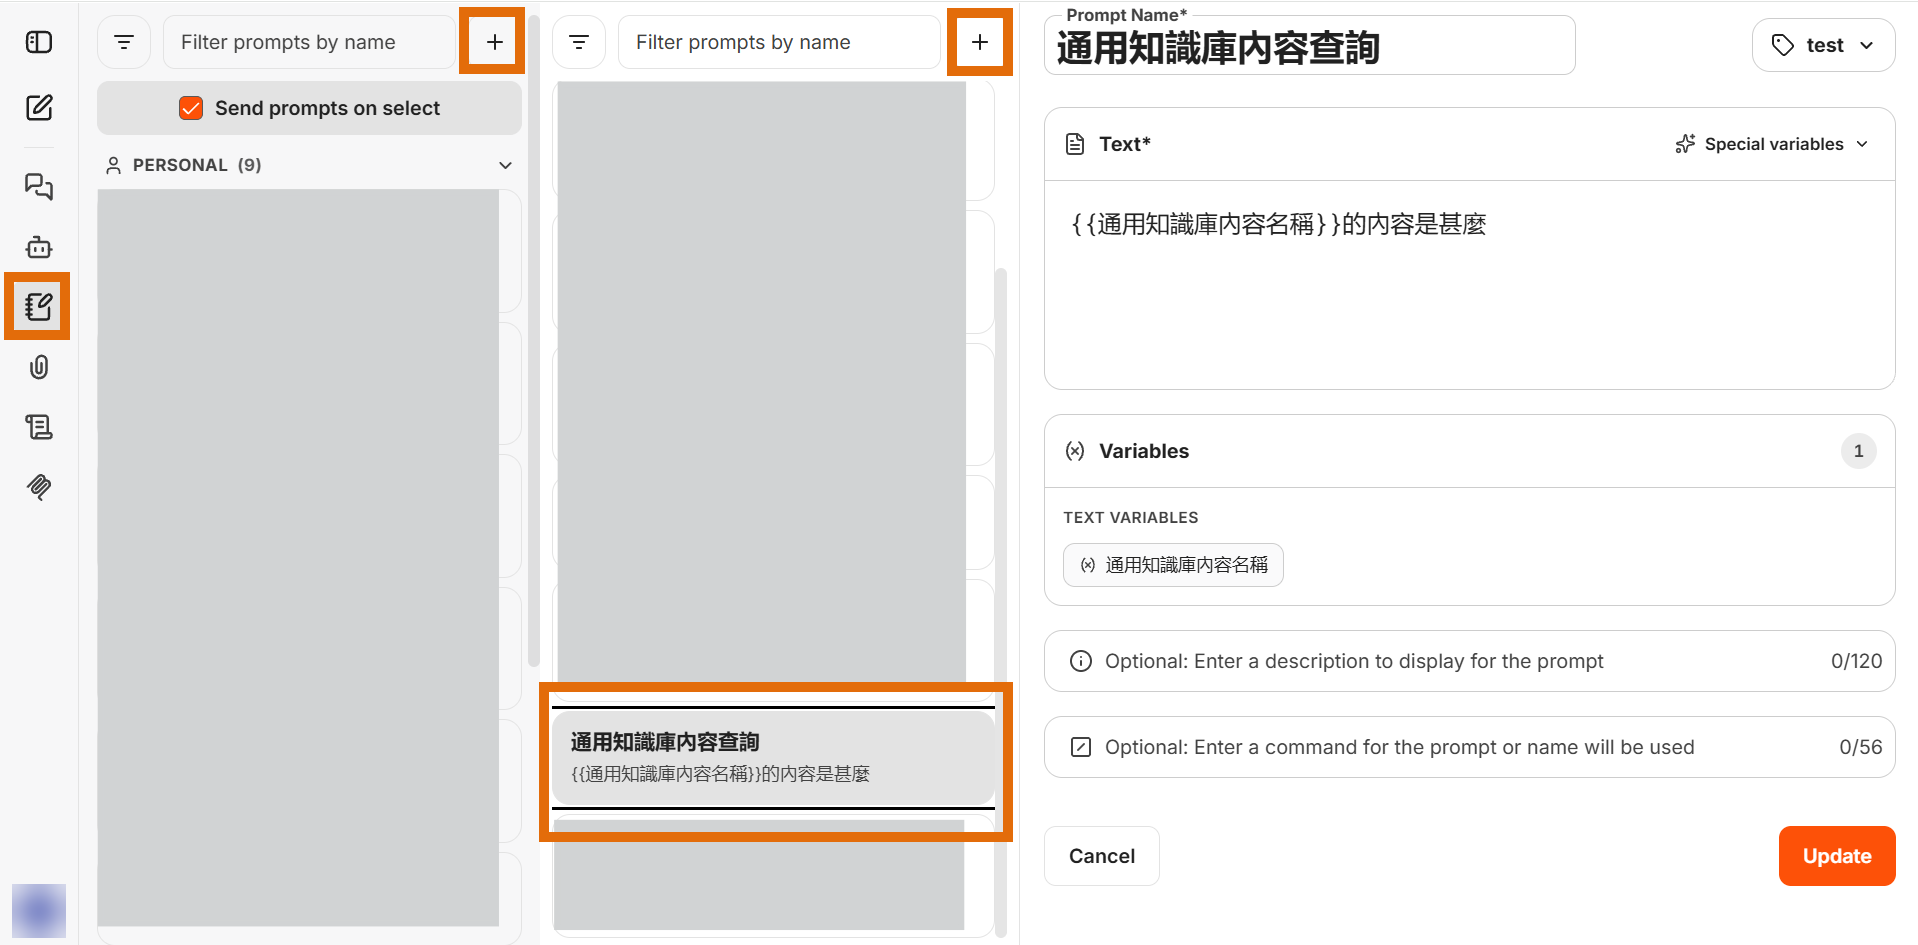 Filter prompts by name
Send prompts on select
PERSONAL (9)
Filter prompts by name
通用知識庫內容查詢
{{通用知識庫內容名稱}}的內容是甚麼
Prompt Name*
通用知識庫內容查詢
test
Text*
Special variables
{{通用知識庫內容名稱}}的內容是甚麼
Variables
1
TEXT VARIABLES
通用知識庫內容名稱
Optional: Enter a description to display for the prompt
0/120
Optional: Enter a command for the prompt or name will be used
0/56
Cancel
Update